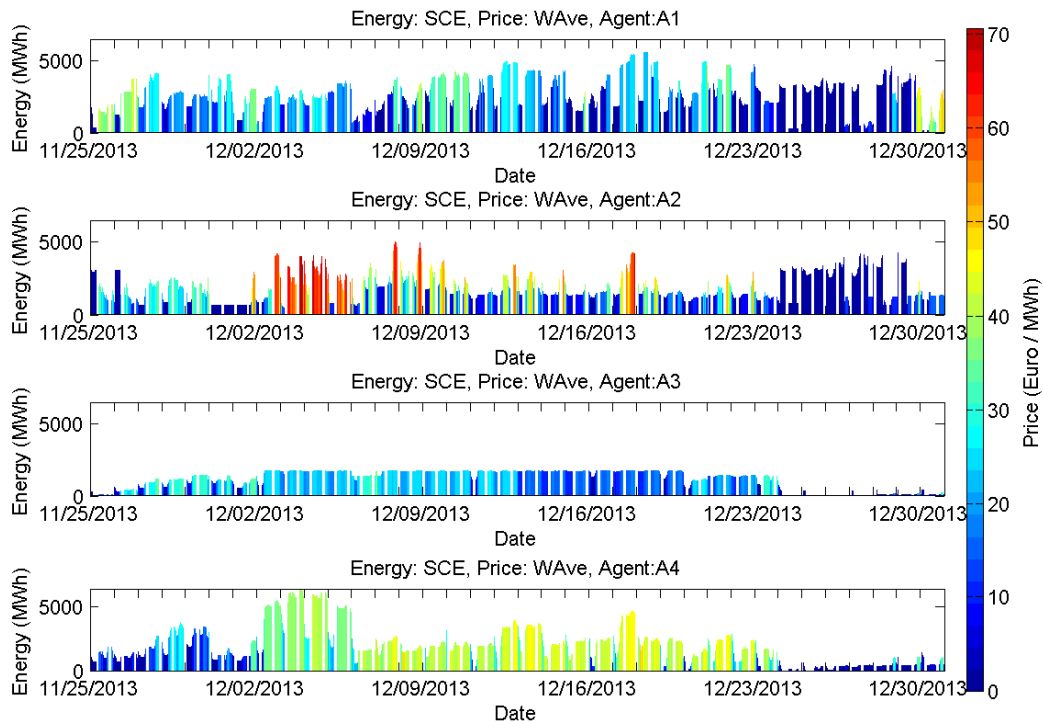 Energy: SCE, Price: WAve, Agent:A1
Energy (MWh)
5000
0
11/25/2013 12/02/2013 12/09/2013 12/16/2013 12/23/2013 12/30/2013
Date
Energy: SCE, Price: WAve, Agent:A2
Energy (MWh)
5000
0
11/25/2013 12/02/2013 12/09/2013 12/16/2013 12/23/2013 12/30/2013
Date
Energy: SCE, Price: WAve, Agent:A3
Energy (MWh)
5000
0
11/25/2013 12/02/2013 12/09/2013 12/16/2013 12/23/2013 12/30/2013
Date
Energy: SCE, Price: WAve, Agent:A4
Energy (MWh)
5000
0
11/25/2013 12/02/2013 12/09/2013 12/16/2013 12/23/2013 12/30/2013
Date
70
60
50
40
30
20
10
0
Price (Euro / MWh)